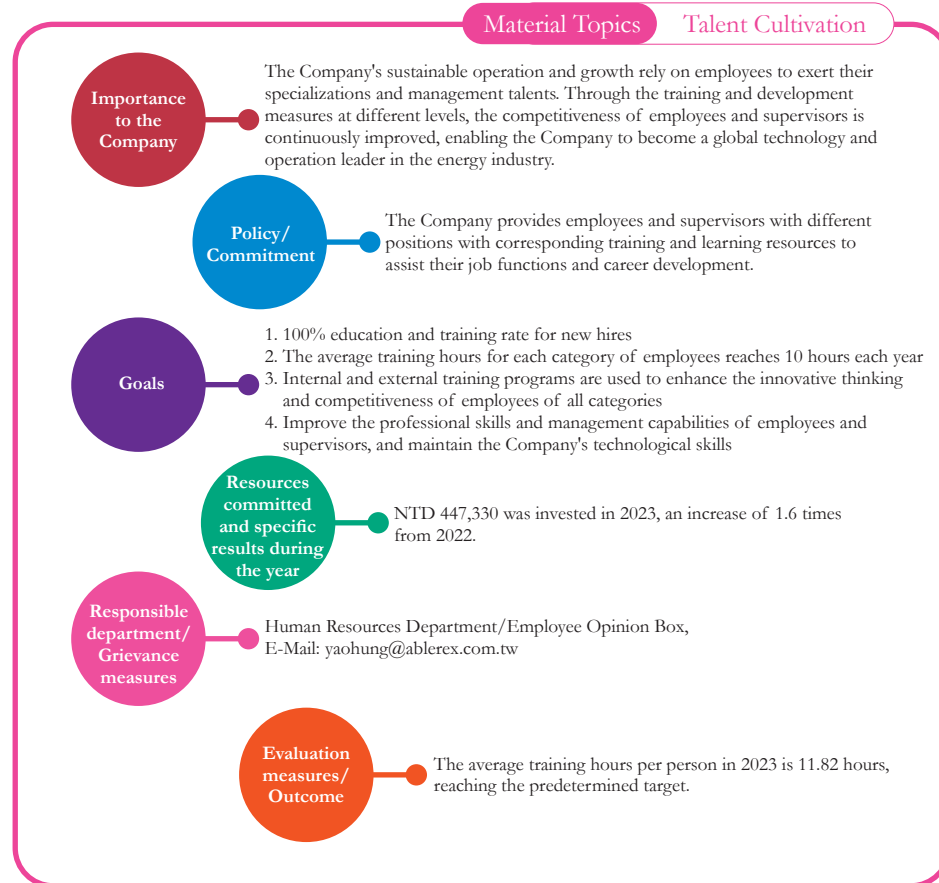 Material Topics Talent Cultivation
Importance
to the
Company
The Company's sustainable operation and growth rely on employees to exert their
specializations and management talents. Through the training and development
measures at different levels, the competitiveness of employees and supervisors is
continuously improved, enabling the Company to become a global technology and
operation leader in the energy industry.
Policy/
Commitment
The Company provides employees and supervisors with different
positions with corresponding training and learning resources to
assist their job functions and career development.
Goals
1. 100% education and training rate for new hires
2. The average training hours for each category of employees reaches 10 hours each year
3. Internal and external training programs are used to enhance the innovative thinking
and competitiveness of employees of all categories
4. Improve the professional skills and management capabilities of employees and
supervisors, and maintain the Company's technological skills
Resources
committed
and specific
results during
the year
NTD 447,330 was invested in 2023, an increase of 1.6 times
from 2022.
Responsible
department/
Grievance
measures
Human Resources Department/Employee Opinion Box,
E-Mail: yaohung@ablerex.com.tw
Evaluation
measures/
Outcome
The average training hours per person in 2023 is 11.82 hours,
reaching the predetermined target.